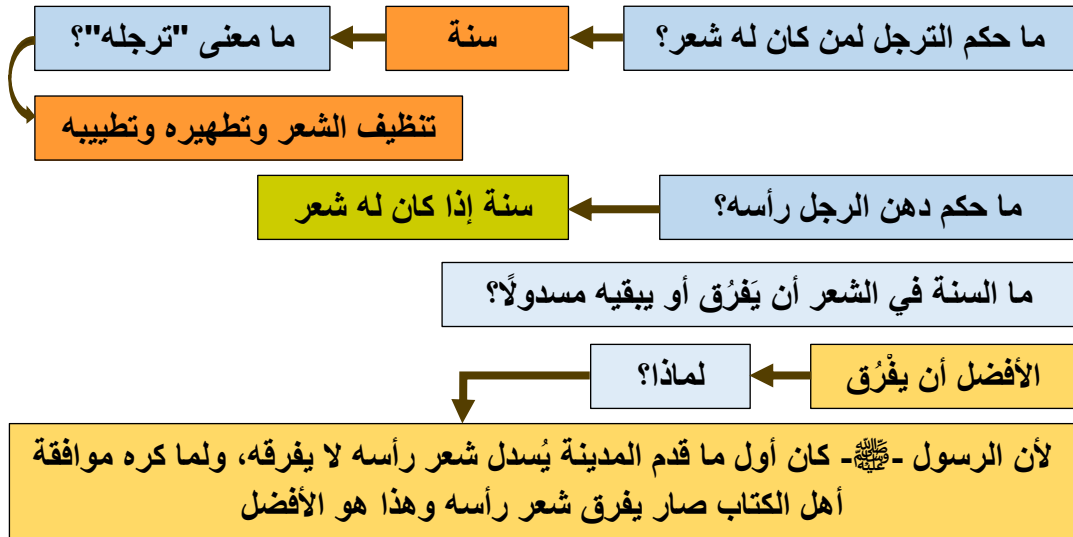 ما حكم الترجل لمن كان له شعر؟
سنة
ما معنى "ترجله"؟
تنظيف الشعر وتطهيره وتطييبه
ما حكم دهن الرجل رأسه؟
سنة إذا كان له شعر
ما السنة في الشعر أن يَفرُق أو يبقيه مسدولًا؟
الأفضل أن يفْرُق
لماذا؟
لأن الرسول -ﷺ- كان أول ما قدم المدينة يُسدل شعر رأسه لا يفرقه، ولما كره موافقة
أهل الكتاب صار يفرق شعر رأسه وهذا هو الأفضل